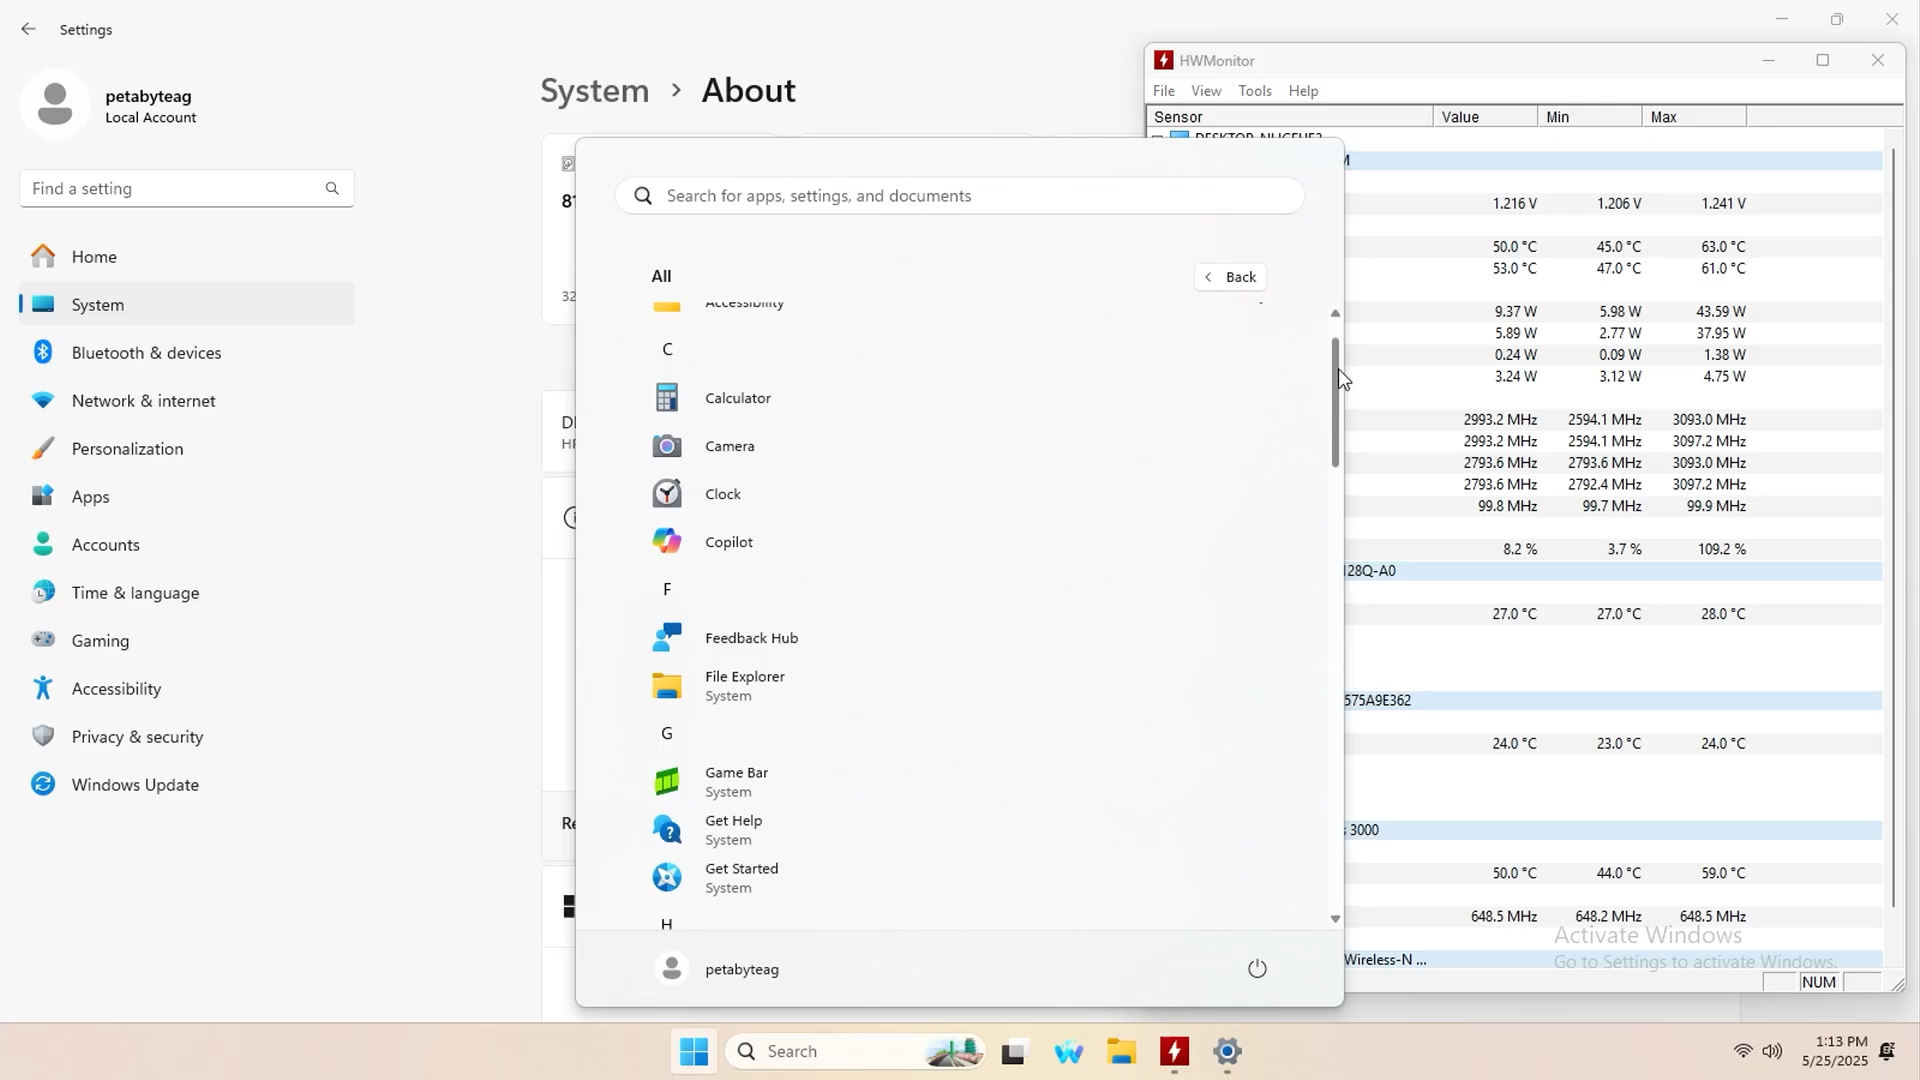 Settings
petabyteag
Local Account
Find a setting
Home
System
Bluetooth & devices
Network & internet
Personalization
Apps
Accounts
Time & language
Gaming
Accessibility
Privacy & security
Windows Update
System > About
81
32
HWMonitor
File View Tools Help
Sensor Value Min Max
Search for apps, settings, and documents
All
Back
Accessibility
C
Calculator
Camera
Clock
Copilot
F
Feedback Hub
File Explorer
System
G
Game Bar
System
Get Help
System
Get Started
System
H
petabyteag
1.216 V 1.206 V 1.241 V
50.0 °C 45.0 °C 63.0 °C
53.0 °C 47.0 °C 61.0 °C
9.37 W 5.98 W 43.59 W
5.89 W 2.77 W 37.95 W
0.24 W 0.09 W 1.38 W
3.24 W 3.12 W 4.75 W
2993.2 MHz 2594.1 MHz 3093.0 MHz
2993.2 MHz 2594.1 MHz 3097.2 MHz
2793.6 MHz 2793.6 MHz 3093.0 MHz
2793.6 MHz 2792.4 MHz 3097.2 MHz
99.8 MHz 99.7 MHz 99.9 MHz
8.2 % 3.7 % 109.2 %
128Q-A0
27.0 °C 27.0 °C 28.0 °C
575A9E362
24.0 °C 23.0 °C 24.0 °C
3000
50.0 °C 44.0 °C 59.0 °C
648.5 MHz 648.2 MHz 648.5 MHz
Activate Windows
Go to Settings to activate Windows.
Wireless-N ...
NUM
Search
1:13 PM
5/25/2025